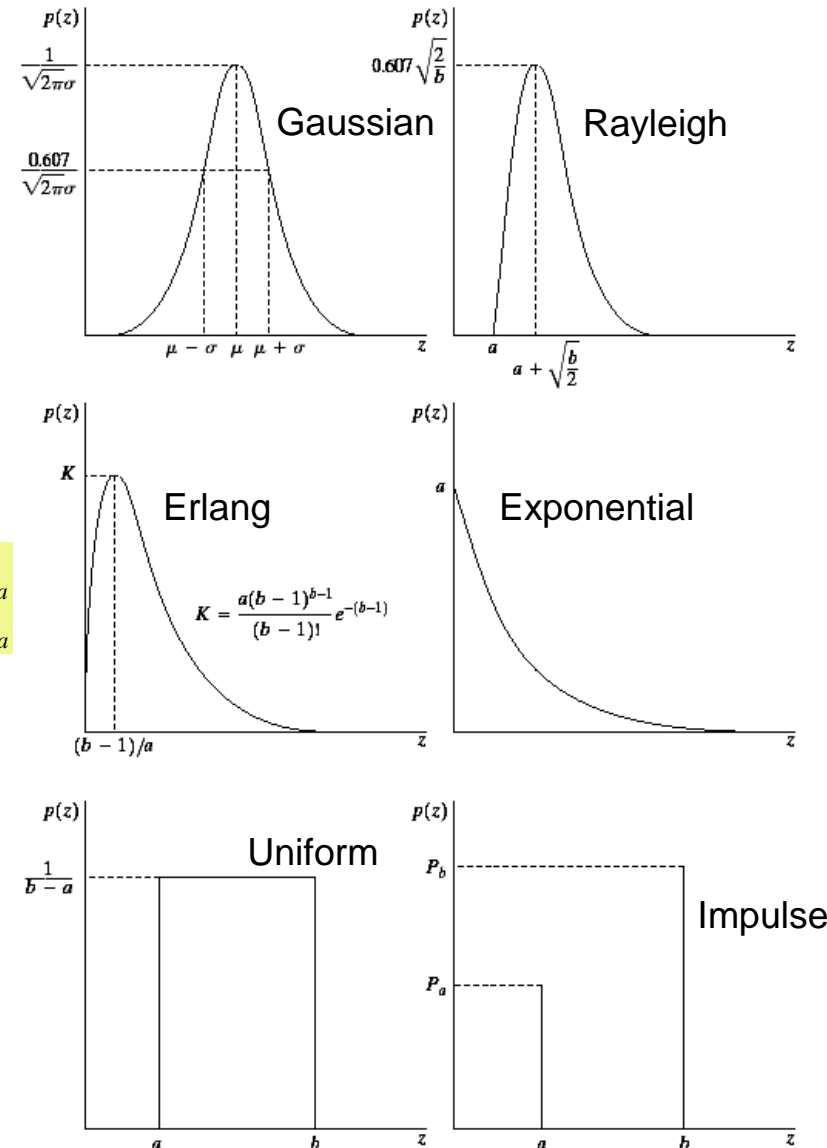 p(z)
1
√2πσ
0.607
√2πσ
Gaussian
μ − σ μ μ + σ z
p(z)
0.607 √2/b
Rayleigh
a z
a + √b/2
p(z)
K
Erlang
K = a(b − 1)^{b−1} / (b − 1)! e^{−(b−1)}
(b − 1)/a z
a
a
p(z)
a
Exponential
z
p(z)
1
b − a
Uniform
a b z
p(z)
P_b
P_a
Impulse
a b z